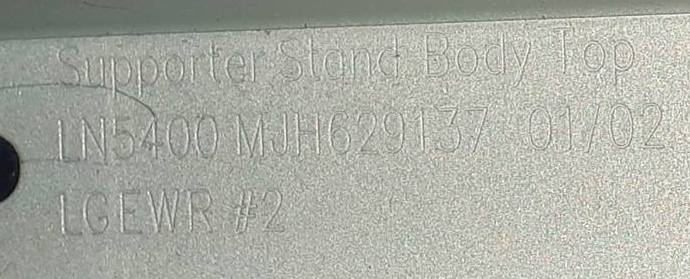 Supporter Stand Body Top
LN5400 MJH629137 01/02
LGEWR #2